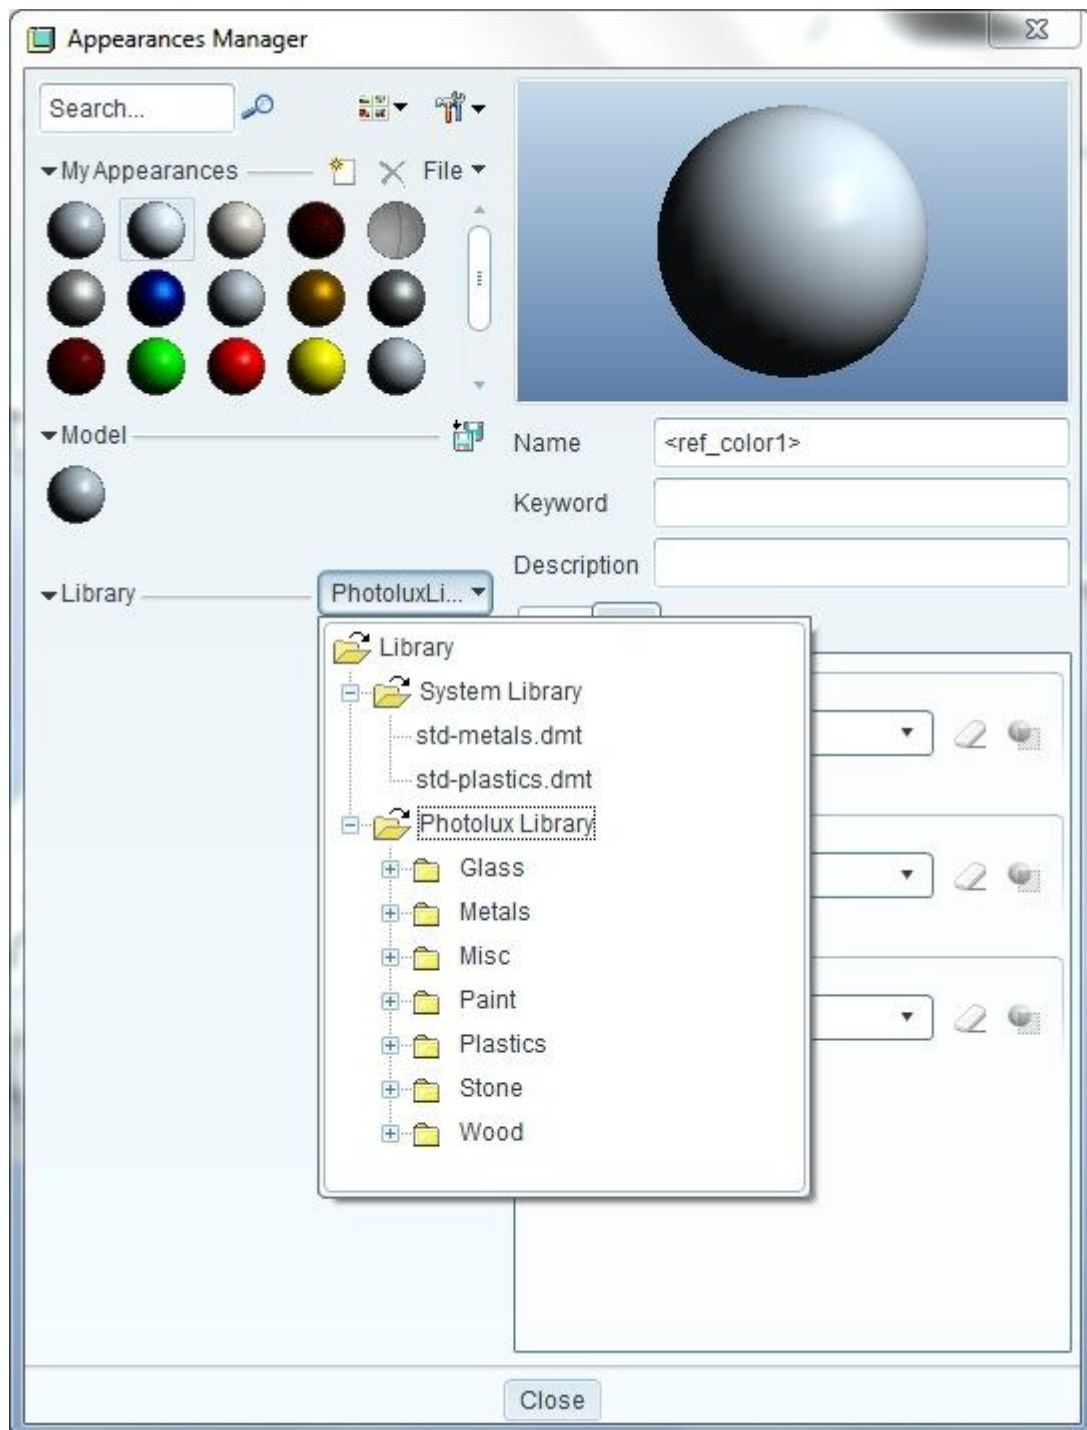 Appearances Manager
Search...
My Appearances
File
Model
Name
<ref_color1>
Keyword
Description
Library
PhotoluxLi...
Library
System Library
std-metals.dmt
std-plastics.dmt
Photolux Library
Glass
Metals
Misc
Paint
Plastics
Stone
Wood
Close